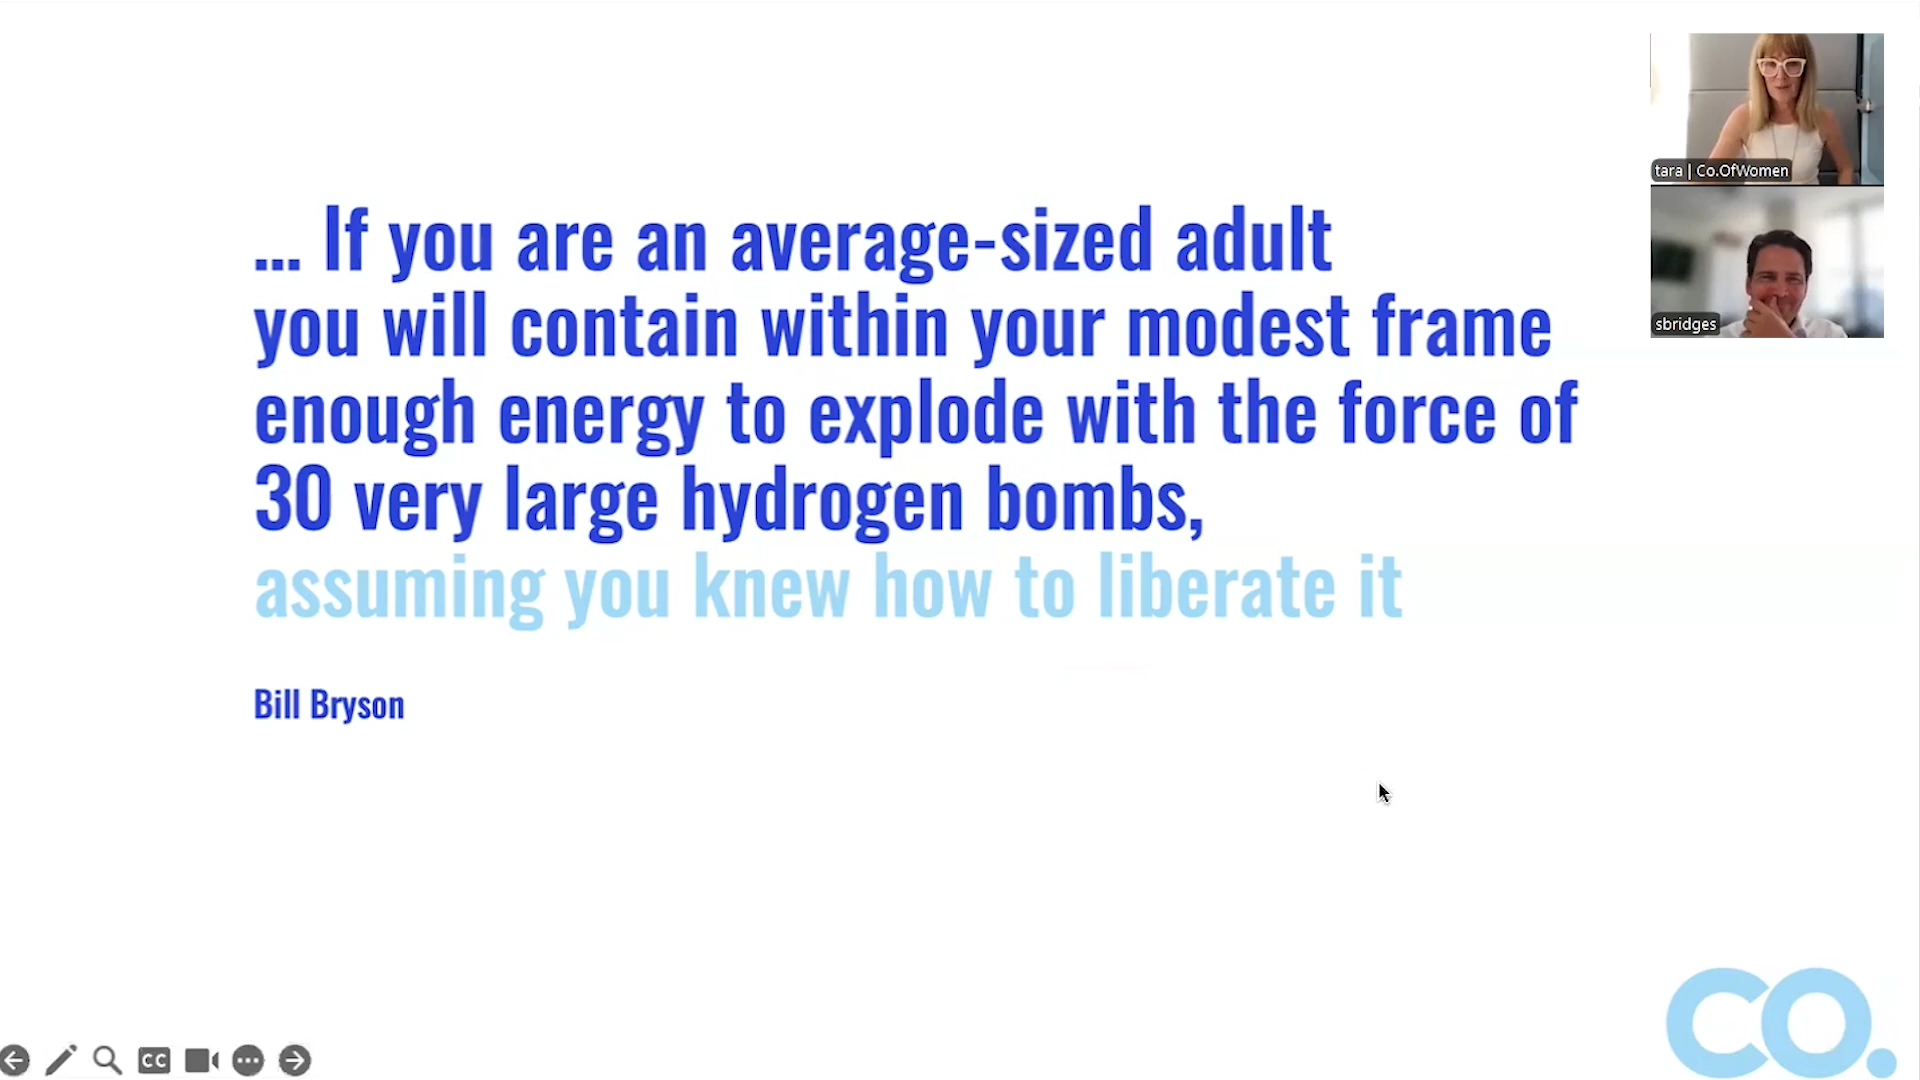 ... If you are an average-sized adult
you will contain within your modest frame
enough energy to explode with the force of
30 very large hydrogen bombs,
assuming you knew how to liberate it
Bill Bryson
tara | Co.OfWomen
sbridges
CC
CO.